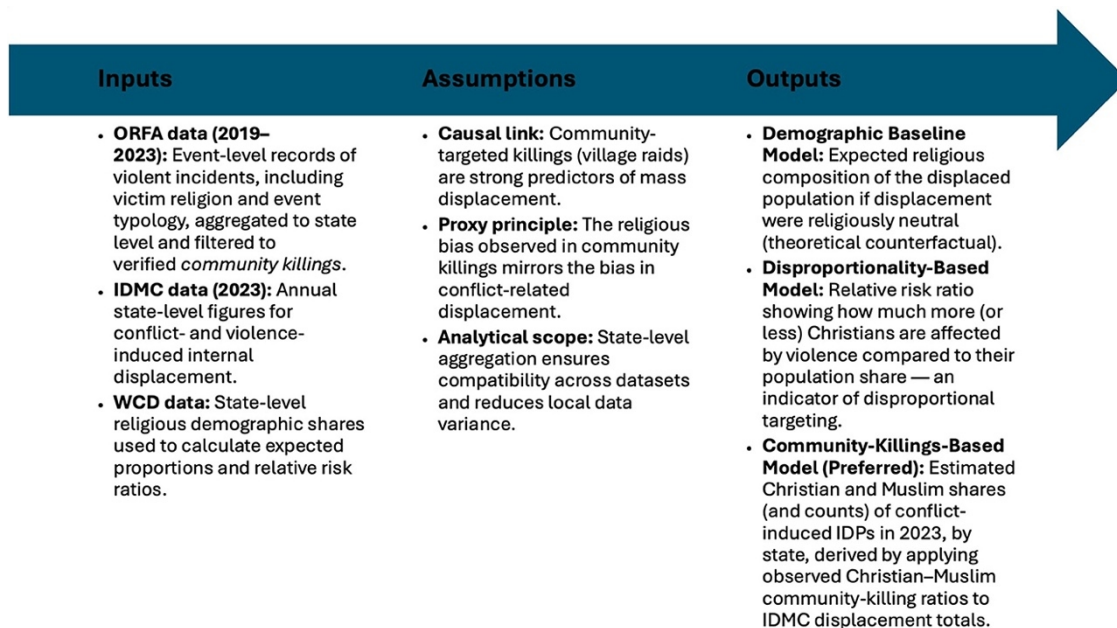 Inputs
• ORFA data (2019–
2023): Event-level records of
violent incidents, including
victim religion and event
typology, aggregated to state
level and filtered to
verified community killings.
• IDMC data (2023): Annual
state-level figures for
conflict- and violence-
induced internal
displacement.
• WCD data: State-level
religious demographic shares
used to calculate expected
proportions and relative risk
ratios.
Assumptions
• Causal link: Community-
targeted killings (village raids)
are strong predictors of mass
displacement.
• Proxy principle: The religious
bias observed in community
killings mirrors the bias in
conflict-related
displacement.
• Analytical scope: State-level
aggregation ensures
compatibility across datasets
and reduces local data
variance.
Outputs
• Demographic Baseline
Model: Expected religious
composition of the displaced
population if displacement
were religiously neutral
(theoretical counterfactual).
• Disproportionality-Based
Model: Relative risk ratio
showing how much more (or
less) Christians are affected
by violence compared to their
population share — an
indicator of disproportional
targeting.
• Community-Killings-Based
Model (Preferred): Estimated
Christian and Muslim shares
(and counts) of conflict-
induced IDPs in 2023, by
state, derived by applying
observed Christian–Muslim
community-killing ratios to
IDMC displacement totals.